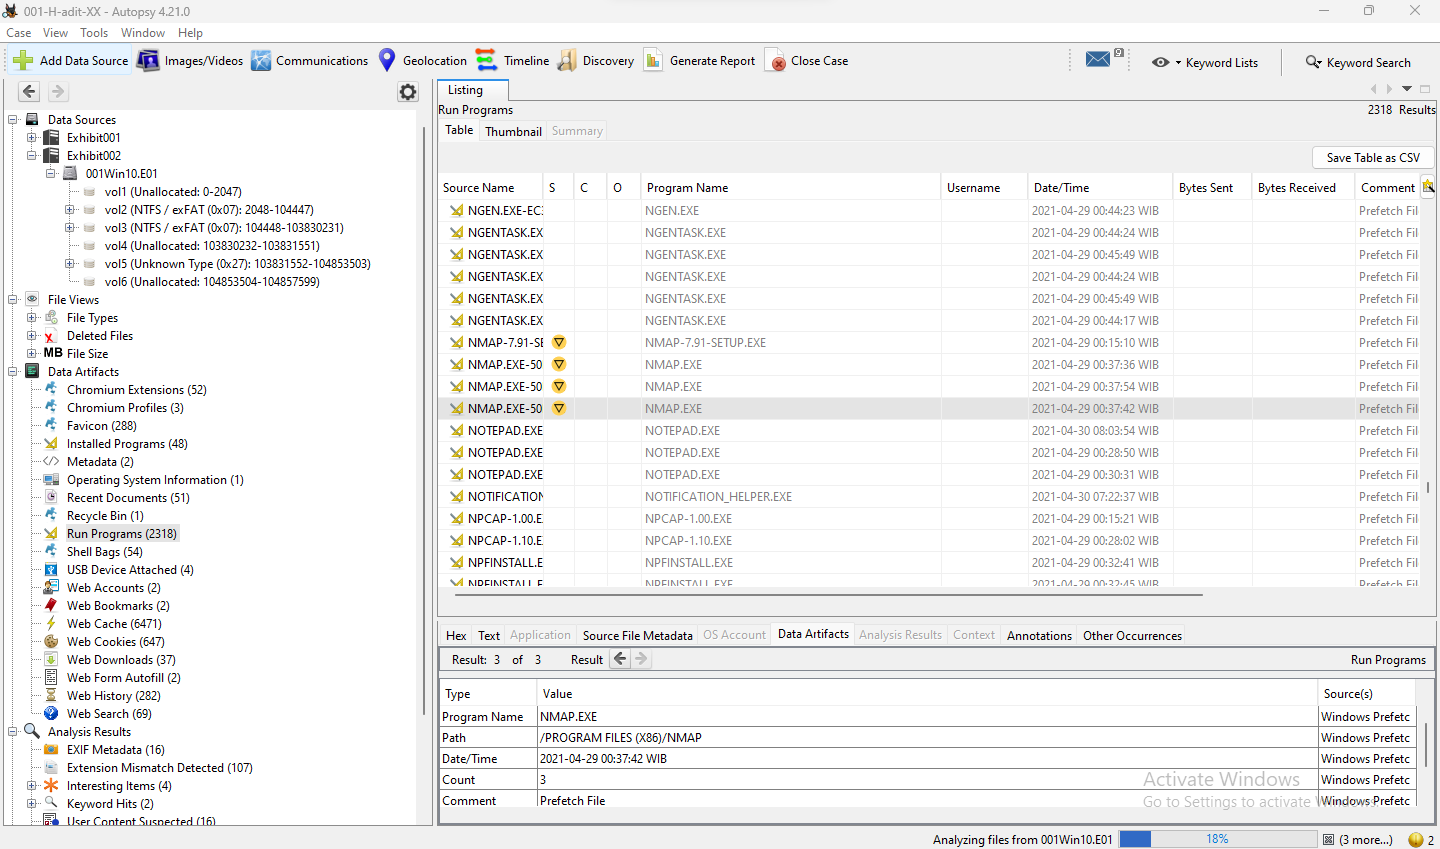 001-H-adit-XX - Autopsy 4.21.0
Case View Tools Window Help
Add Data Source Images/Videos Communications Geolocation Timeline Discovery Generate Report Close Case 9 Keyword Lists Keyword Search
Data Sources
Exhibit001
Exhibit002
001Win10.E01
vol1 (Unallocated: 0-2047)
vol2 (NTFS / exFAT (0x07): 2048-104447)
vol3 (NTFS / exFAT (0x07): 104448-103830231)
vol4 (Unallocated: 103830232-103831551)
vol5 (Unknown Type (0x27): 103831552-104853503)
vol6 (Unallocated: 104853504-104857599)
File Views
File Types
Deleted Files
MB File Size
Data Artifacts
Chromium Extensions (52)
Chromium Profiles (3)
Favicon (288)
Installed Programs (48)
Metadata (2)
Operating System Information (1)
Recent Documents (51)
Recycle Bin (1)
Run Programs (2318)
Shell Bags (54)
USB Device Attached (4)
Web Accounts (2)
Web Bookmarks (2)
Web Cache (6471)
Web Cookies (647)
Web Downloads (37)
Web Form Autofill (2)
Web History (282)
Web Search (69)
Analysis Results
EXIF Metadata (16)
Extension Mismatch Detected (107)
Interesting Items (4)
Keyword Hits (2)
User Content Suspected (16)
Listing
Run Programs 2318 Results
Table Thumbnail Summary
Save Table as CSV
Source Name S C O Program Name Username Date/Time Bytes Sent Bytes Received Comment
NGEN.EXE-EC3 NGEN.EXE 2021-04-29 00:44:23 WIB Prefetch Fil
NGENTASK.EX NGENTASK.EXE 2021-04-29 00:44:24 WIB Prefetch Fil
NGENTASK.EX NGENTASK.EXE 2021-04-29 00:45:49 WIB Prefetch Fil
NGENTASK.EX NGENTASK.EXE 2021-04-29 00:44:24 WIB Prefetch Fil
NGENTASK.EX NGENTASK.EXE 2021-04-29 00:45:49 WIB Prefetch Fil
NGENTASK.EX NGENTASK.EXE 2021-04-29 00:44:17 WIB Prefetch Fil
NMAP-7.91-SE NMAP-7.91-SETUP.EXE 2021-04-29 00:15:10 WIB Prefetch Fil
NMAP.EXE-50 NMAP.EXE 2021-04-29 00:37:36 WIB Prefetch Fil
NMAP.EXE-50 NMAP.EXE 2021-04-29 00:37:54 WIB Prefetch Fil
NMAP.EXE-50 NMAP.EXE 2021-04-29 00:37:42 WIB Prefetch Fil
NOTEPAD.EXE NOTEPAD.EXE 2021-04-30 08:03:54 WIB Prefetch Fil
NOTEPAD.EXE NOTEPAD.EXE 2021-04-29 00:28:50 WIB Prefetch Fil
NOTEPAD.EXE NOTEPAD.EXE 2021-04-29 00:30:31 WIB Prefetch Fil
NOTIFICATION NOTIFICATION_HELPER.EXE 2021-04-30 07:22:37 WIB Prefetch Fil
NPCAP-1.00.E NPCAP-1.00.EXE 2021-04-29 00:15:21 WIB Prefetch Fil
NPCAP-1.10.E NPCAP-1.10.EXE 2021-04-29 00:28:02 WIB Prefetch Fil
NPFINSTALL.E NPFINSTALL.EXE 2021-04-29 00:32:41 WIB Prefetch Fil
NPFINSTALL.E NPFINSTALL.EXE 2021-04-29 00:32:45 WIB Prefetch Fil
Hex Text Application Source File Metadata OS Account Data Artifacts Analysis Results Context Annotations Other Occurrences
Result: 3 of 3 Result Run Programs
Type Value Source(s)
Program Name NMAP.EXE Windows Prefetc
Path /PROGRAM FILES (X86)/NMAP Windows Prefetc
Date/Time 2021-04-29 00:37:42 WIB Windows Prefetc
Count 3 Windows Prefetc
Comment Prefetch File Windows Prefetc
Activate Windows
Go to Settings to activate Windows.
Analyzing files from 001Win10.E01 18% (3 more...) 2